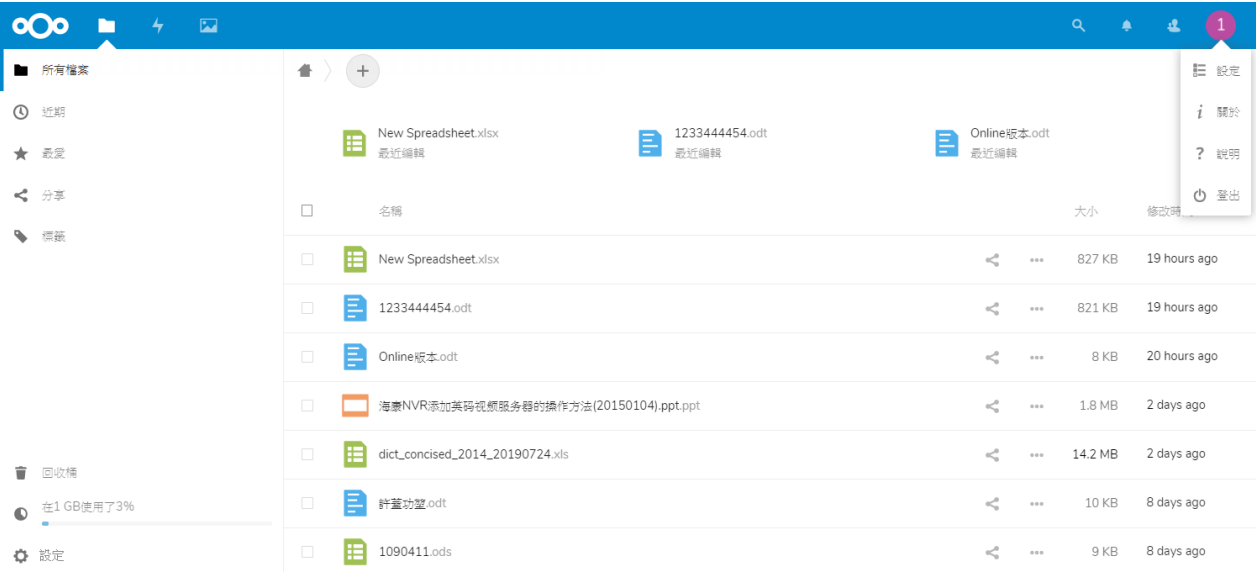 1
所有檔案
近期
最愛
分享
標籤
回收桶
在1 GB使用了3%
設定
設定
關於
說明
登出
New Spreadsheet.xlsx
最近編輯
1233444454.odt
最近編輯
Online版本.odt
最近編輯
名稱 大小 修改時
New Spreadsheet.xlsx 827 KB 19 hours ago
1233444454.odt 821 KB 19 hours ago
Online版本.odt 8 KB 20 hours ago
海康NVR添加英码视频服务器的操作方法(20150104).ppt.ppt 1.8 MB 2 days ago
dict_concised_2014_20190724.xls 14.2 MB 2 days ago
許蓋功堃.odt 10 KB 8 days ago
1090411.ods 9 KB 8 days ago